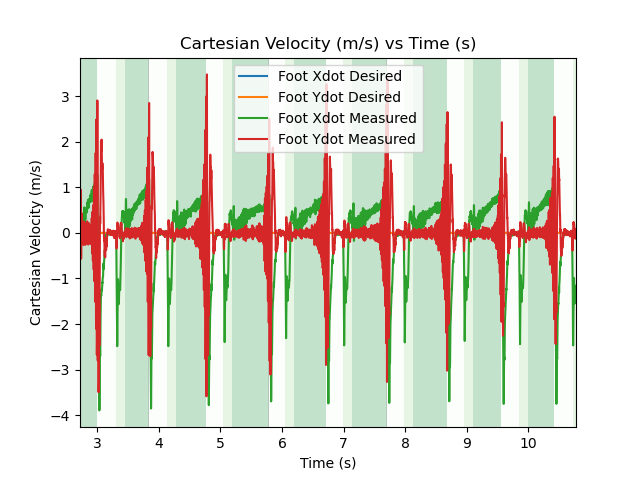 Cartesian Velocity (m/s) vs Time (s)
Foot Xdot Desired
Foot Ydot Desired
Foot Xdot Measured
Foot Ydot Measured
Cartesian Velocity (m/s)
3
2
1
0
−1
−2
−3
−4
3 4 5 6 7 8 9 10
Time (s)